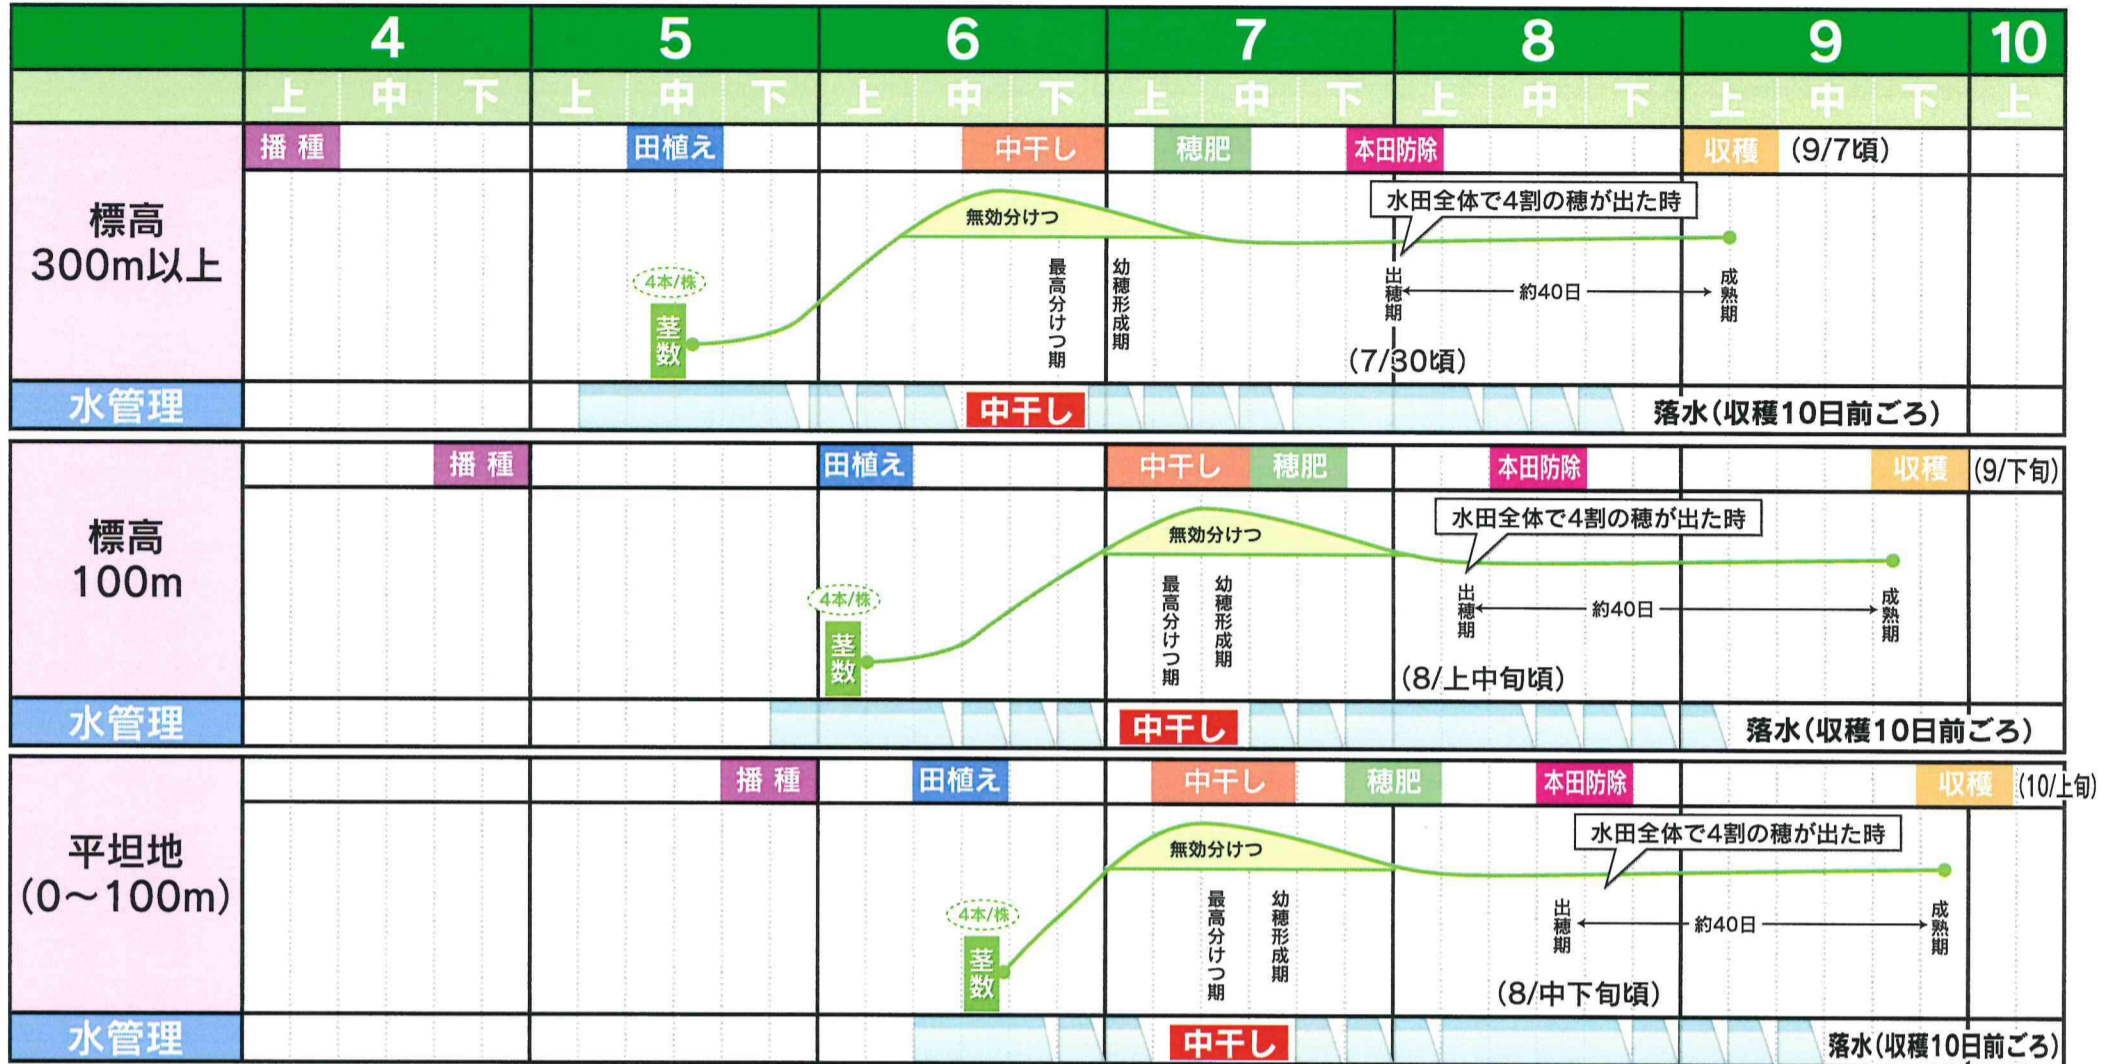 4 5 6 7 8 9 10
上 中 下 上 中 下 上 中 下 上 中 下 上 中 下 上 中 下 上
標高
300m以上
播種 田植え 中干し 穂肥 本田防除 収穫 (9/7頃)
水田全体で4割の穂が出た時
無効分けつ
4本/株
茎数
最高分けつ期
幼穂形成期
出穂期
約40日
成熟期
(7/30頃)
水管理
中干し
落水(収穫10日前ごろ)
標高
100m
播種 田植え 中干し 穂肥 本田防除 収穫 (9/下旬)
水田全体で4割の穂が出た時
無効分けつ
4本/株
茎数
最高分けつ期
幼穂形成期
出穂期
約40日
成熟期
(8/上中旬頃)
水管理
中干し
落水(収穫10日前ごろ)
平坦地
(0〜100m)
播種 田植え 中干し 穂肥 本田防除 収穫 (10/上旬)
水田全体で4割の穂が出た時
無効分けつ
4本/株
茎数
最高分けつ期
幼穂形成期
出穂期
約40日
成熟期
(8/中下旬頃)
水管理
中干し
落水(収穫10日前ごろ)